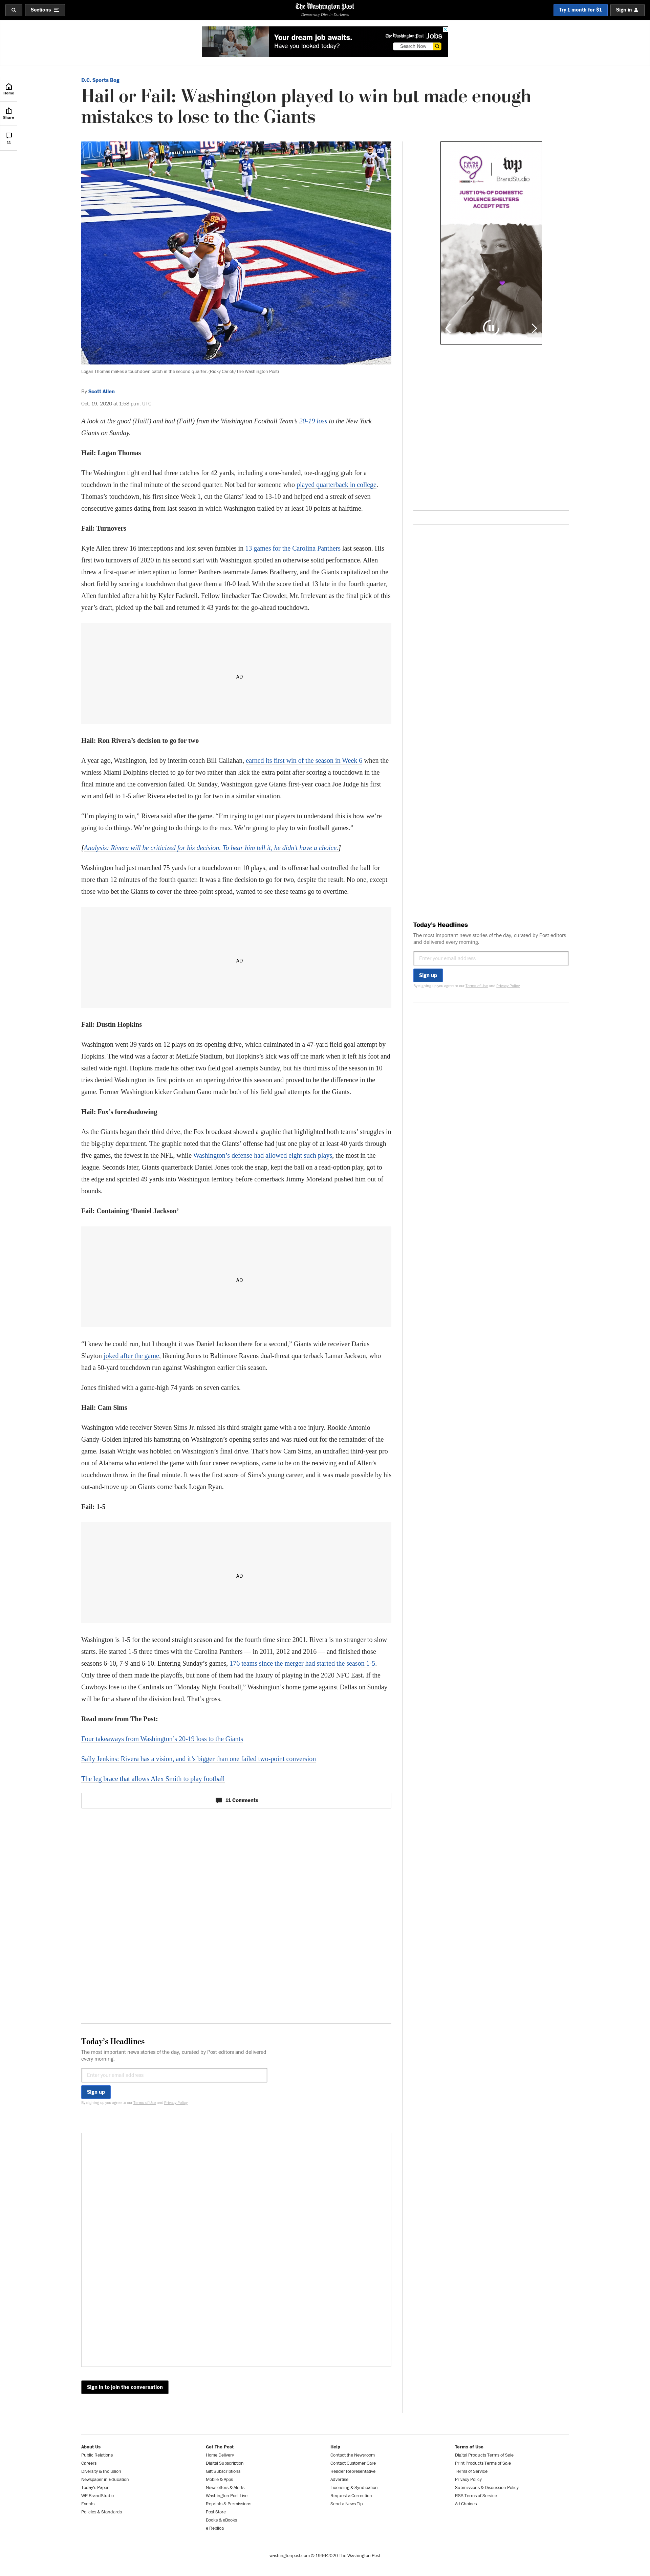 Sections
The Washington Post
Democracy Dies in Darkness
Try 1 month for $1
Sign in
Your dream job awaits.
Have you looked today?
The Washington Post Jobs
Search Now
Home
Share
11
D.C. Sports Bog
Hail or Fail: Washington played to win but made enough
mistakes to lose to the Giants
Logan Thomas makes a touchdown catch in the second quarter. (Ricky Carioti/The Washington Post)
By Scott Allen
Oct. 19, 2020 at 1:58 p.m. UTC
A look at the good (Hail!) and bad (Fail!) from the Washington Football Team's 20-19 loss to the New York
Giants on Sunday.
Hail: Logan Thomas
The Washington tight end had three catches for 42 yards, including a one-handed, toe-dragging grab for a
touchdown in the final minute of the second quarter. Not bad for someone who played quarterback in college.
Thomas's touchdown, his first since Week 1, cut the Giants' lead to 13-10 and helped end a streak of seven
consecutive games dating from last season in which Washington trailed by at least 10 points at halftime.
Fail: Turnovers
Kyle Allen threw 16 interceptions and lost seven fumbles in 13 games for the Carolina Panthers last season. His
first two turnovers of 2020 in his second start with Washington spoiled an otherwise solid performance. Allen
threw a first-quarter interception to former Panthers teammate James Bradberry, and the Giants capitalized on the
short field by scoring a touchdown that gave them a 10-0 lead. With the score tied at 13 late in the fourth quarter,
Allen fumbled after a hit by Kyler Fackrell. Fellow linebacker Tae Crowder, Mr. Irrelevant as the final pick of this
year's draft, picked up the ball and returned it 43 yards for the go-ahead touchdown.
AD
Hail: Ron Rivera's decision to go for two
A year ago, Washington, led by interim coach Bill Callahan, earned its first win of the season in Week 6 when the
winless Miami Dolphins elected to go for two rather than kick the extra point after scoring a touchdown in the
final minute and the conversion failed. On Sunday, Washington gave Giants first-year coach Joe Judge his first
win and fell to 1-5 after Rivera elected to go for two in a similar situation.
“I'm playing to win,” Rivera said after the game. “I'm trying to get our players to understand this is how we're
going to do things. We're going to do things to the max. We're going to play to win football games.”
[Analysis: Rivera will be criticized for his decision. To hear him tell it, he didn't have a choice.]
Washington had just marched 75 yards for a touchdown on 10 plays, and its offense had controlled the ball for
more than 12 minutes of the fourth quarter. It was a fine decision to go for two, despite the result. No one, except
those who bet the Giants to cover the three-point spread, wanted to see these teams go to overtime.
AD
Fail: Dustin Hopkins
Washington went 39 yards on 12 plays on its opening drive, which culminated in a 47-yard field goal attempt by
Hopkins. The wind was a factor at MetLife Stadium, but Hopkins's kick was off the mark when it left his foot and
sailed wide right. Hopkins made his other two field goal attempts Sunday, but his third miss of the season in 10
tries denied Washington its first points on an opening drive this season and proved to be the difference in the
game. Former Washington kicker Graham Gano made both of his field goal attempts for the Giants.
Hail: Fox's foreshadowing
As the Giants began their third drive, the Fox broadcast showed a graphic that highlighted both teams' struggles in
the big-play department. The graphic noted that the Giants' offense had just one play of at least 40 yards through
five games, the fewest in the NFL, while Washington's defense had allowed eight such plays, the most in the
league. Seconds later, Giants quarterback Daniel Jones took the snap, kept the ball on a read-option play, got to
the edge and sprinted 49 yards into Washington territory before cornerback Jimmy Moreland pushed him out of
bounds.
Fail: Containing ‘Daniel Jackson’
AD
“I knew he could run, but I thought it was Daniel Jackson there for a second,” Giants wide receiver Darius
Slayton joked after the game, likening Jones to Baltimore Ravens dual-threat quarterback Lamar Jackson, who
had a 50-yard touchdown run against Washington earlier this season.
Jones finished with a game-high 74 yards on seven carries.
Hail: Cam Sims
Washington wide receiver Steven Sims Jr. missed his third straight game with a toe injury. Rookie Antonio
Gandy-Golden injured his hamstring on Washington's opening series and was ruled out for the remainder of the
game. Isaiah Wright was hobbled on Washington's final drive. That's how Cam Sims, an undrafted third-year pro
out of Alabama who entered the game with four career receptions, came to be on the receiving end of Allen's
touchdown throw in the final minute. It was the first score of Sims's young career, and it was made possible by his
out-and-move up on Giants cornerback Logan Ryan.
Fail: 1-5
AD
Washington is 1-5 for the second straight season and for the fourth time since 2001. Rivera is no stranger to slow
starts. He started 1-5 three times with the Carolina Panthers — in 2011, 2012 and 2016 — and finished those
seasons 6-10, 7-9 and 6-10. Entering Sunday's games, 176 teams since the merger had started the season 1-5.
Only three of them made the playoffs, but none of them had the luxury of playing in the 2020 NFC East. If the
Cowboys lose to the Cardinals on “Monday Night Football,” Washington's home game against Dallas on Sunday
will be for a share of the division lead. That's gross.
Read more from The Post:
Four takeaways from Washington's 20-19 loss to the Giants
Sally Jenkins: Rivera has a vision, and it's bigger than one failed two-point conversion
The leg brace that allows Alex Smith to play football
11 Comments
Today's Headlines
The most important news stories of the day, curated by Post editors and delivered
every morning.
Enter your email address
Sign up
By signing up you agree to our Terms of Use and Privacy Policy
Sign in to join the conversation
PURPLE LEASH PROJECT
wp
BrandStudio
JUST 10% OF DOMESTIC
VIOLENCE SHELTERS
ACCEPT PETS
Today's Headlines
The most important news stories of the day, curated by Post editors
and delivered every morning.
Enter your email address
Sign up
By signing up you agree to our Terms of Use and Privacy Policy
About Us
Public Relations
Careers
Diversity & Inclusion
Newspaper in Education
Today's Paper
WP BrandStudio
Events
Policies & Standards
Get The Post
Home Delivery
Digital Subscription
Gift Subscriptions
Mobile & Apps
Newsletters & Alerts
Washington Post Live
Reprints & Permissions
Post Store
Books & eBooks
e-Replica
Help
Contact the Newsroom
Contact Customer Care
Reader Representative
Advertise
Licensing & Syndication
Request a Correction
Send a News Tip
Terms of Use
Digital Products Terms of Sale
Print Products Terms of Sale
Terms of Service
Privacy Policy
Submissions & Discussion Policy
RSS Terms of Service
Ad Choices
washingtonpost.com © 1996-2020 The Washington Post